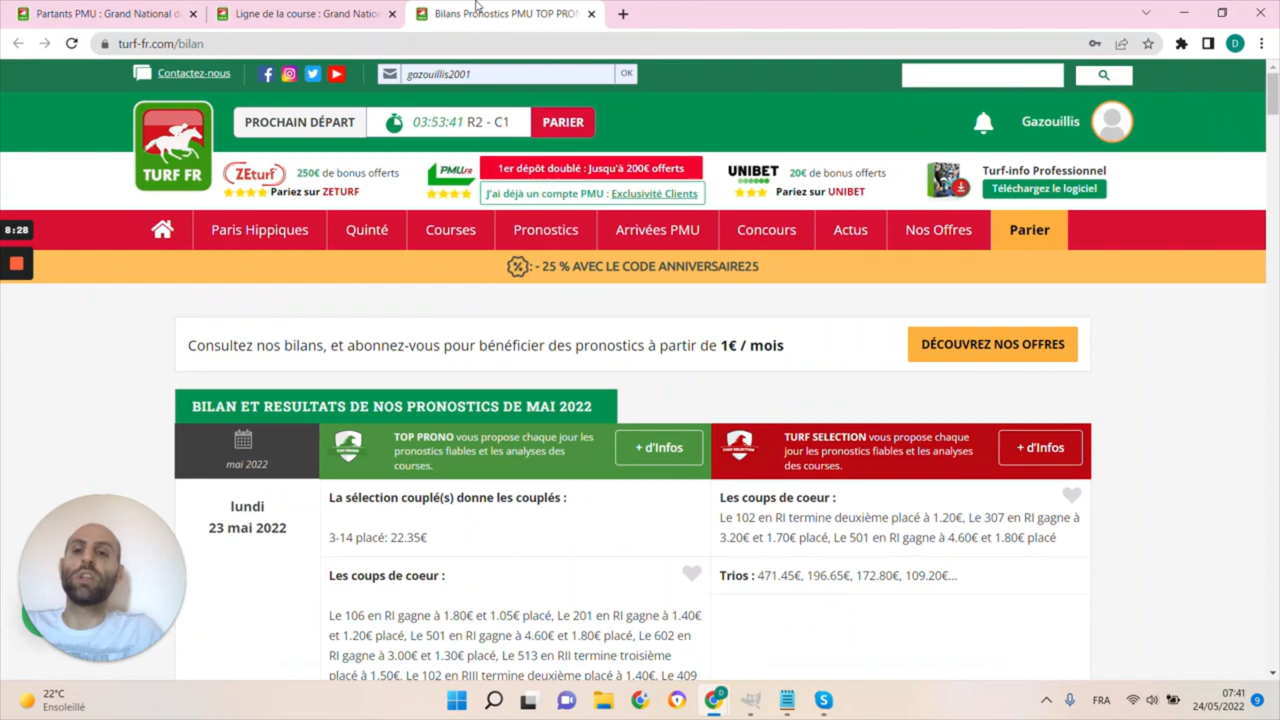 Partants PMU : Grand National d
Ligne de la course : Grand Natio
Bilans Pronostics PMU TOP PRON
turf-fr.com/bilan
Contactez-nous
gazouillis2001
OK
TURF FR
PROCHAIN DÉPART
03:53:41 R2 - C1
PARIER
Gazouillis
ZEturf
250€ de bonus offerts
Pariez sur ZETURF
PMU.FR
1er dépôt doublé : Jusqu'à 200€ offerts
J'ai déjà un compte PMU : Exclusivité Clients
UNIBET
20€ de bonus offerts
Pariez sur UNIBET
Turf-info Professionnel
Téléchargez le logiciel
8:28
Paris Hippiques
Quinté
Courses
Pronostics
Arrivées PMU
Concours
Actus
Nos Offres
Parier
: - 25 % AVEC LE CODE ANNIVERSAIRE25
Consultez nos bilans, et abonnez-vous pour bénéficier des pronostics à partir de 1€ / mois
DÉCOUVREZ NOS OFFRES
BILAN ET RESULTATS DE NOS PRONOSTICS DE MAI 2022
mai 2022
TOP PRONO
TOP PRONO vous propose chaque jour les
pronostics fiables et les analyses des
courses.
+ d'Infos
TURF SELECTION
TURF SELECTION vous propose chaque
jour les pronostics fiables et les analyses
des courses.
+ d'Infos
lundi
23 mai 2022
La sélection couplé(s) donne les couplés :
3-14 placé: 22.35€
Les coups de coeur :
Le 106 en RI gagne à 1.80€ et 1.05€ placé, Le 201 en RI gagne à 1.40€
et 1.20€ placé, Le 501 en RI gagne à 4.60€ et 1.80€ placé, Le 602 en
RI gagne à 3.00€ et 1.30€ placé, Le 513 en RII termine troisième
placé à 1.50€, Le 102 en RIII termine deuxième placé à 1.40€, Le 409
Les coups de coeur :
Le 102 en RI termine deuxième placé à 1.20€, Le 307 en RI gagne à
3.20€ et 1.70€ placé, Le 501 en RI gagne à 4.60€ et 1.80€ placé
Trios : 471.45€, 196.65€, 172.80€, 109.20€...
22°C
Ensoleillé
FRA
07:41
24/05/2022